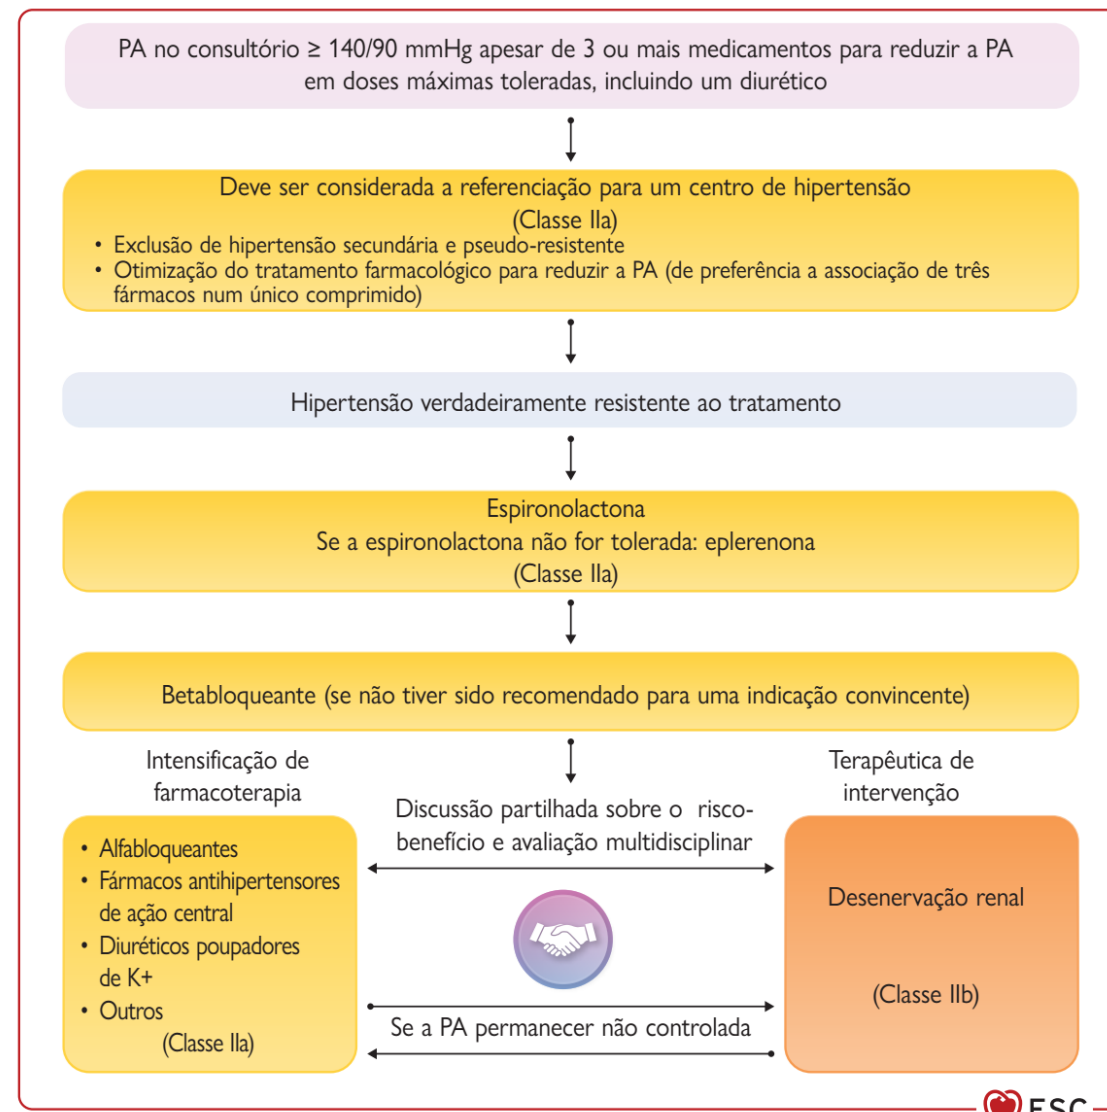 PA no consultório ≥ 140/90 mmHg apesar de 3 ou mais medicamentos para reduzir a PA
em doses máximas toleradas, incluindo um diurético
Deve ser considerada a referenciação para um centro de hipertensão
(Classe IIa)
• Exclusão de hipertensão secundária e pseudo-resistente
• Otimização do tratamento farmacológico para reduzir a PA (de preferência a associação de três
fármacos num único comprimido)
Hipertensão verdadeiramente resistente ao tratamento
Espironolactona
Se a espironolactona não for tolerada: eplerenona
(Classe IIa)
Betabloqueante (se não tiver sido recomendado para uma indicação convincente)
Intensificação de
farmacoterapia
• Alfabloqueantes
• Fármacos antihipertensores
de ação central
• Diuréticos poupadores
de K+
• Outros
(Classe IIa)
Discussão partilhada sobre o risco-
benefício e avaliação multidisciplinar
Se a PA permanecer não controlada
Terapêutica de
intervenção
Desenervação renal
(Classe IIb)
ESC